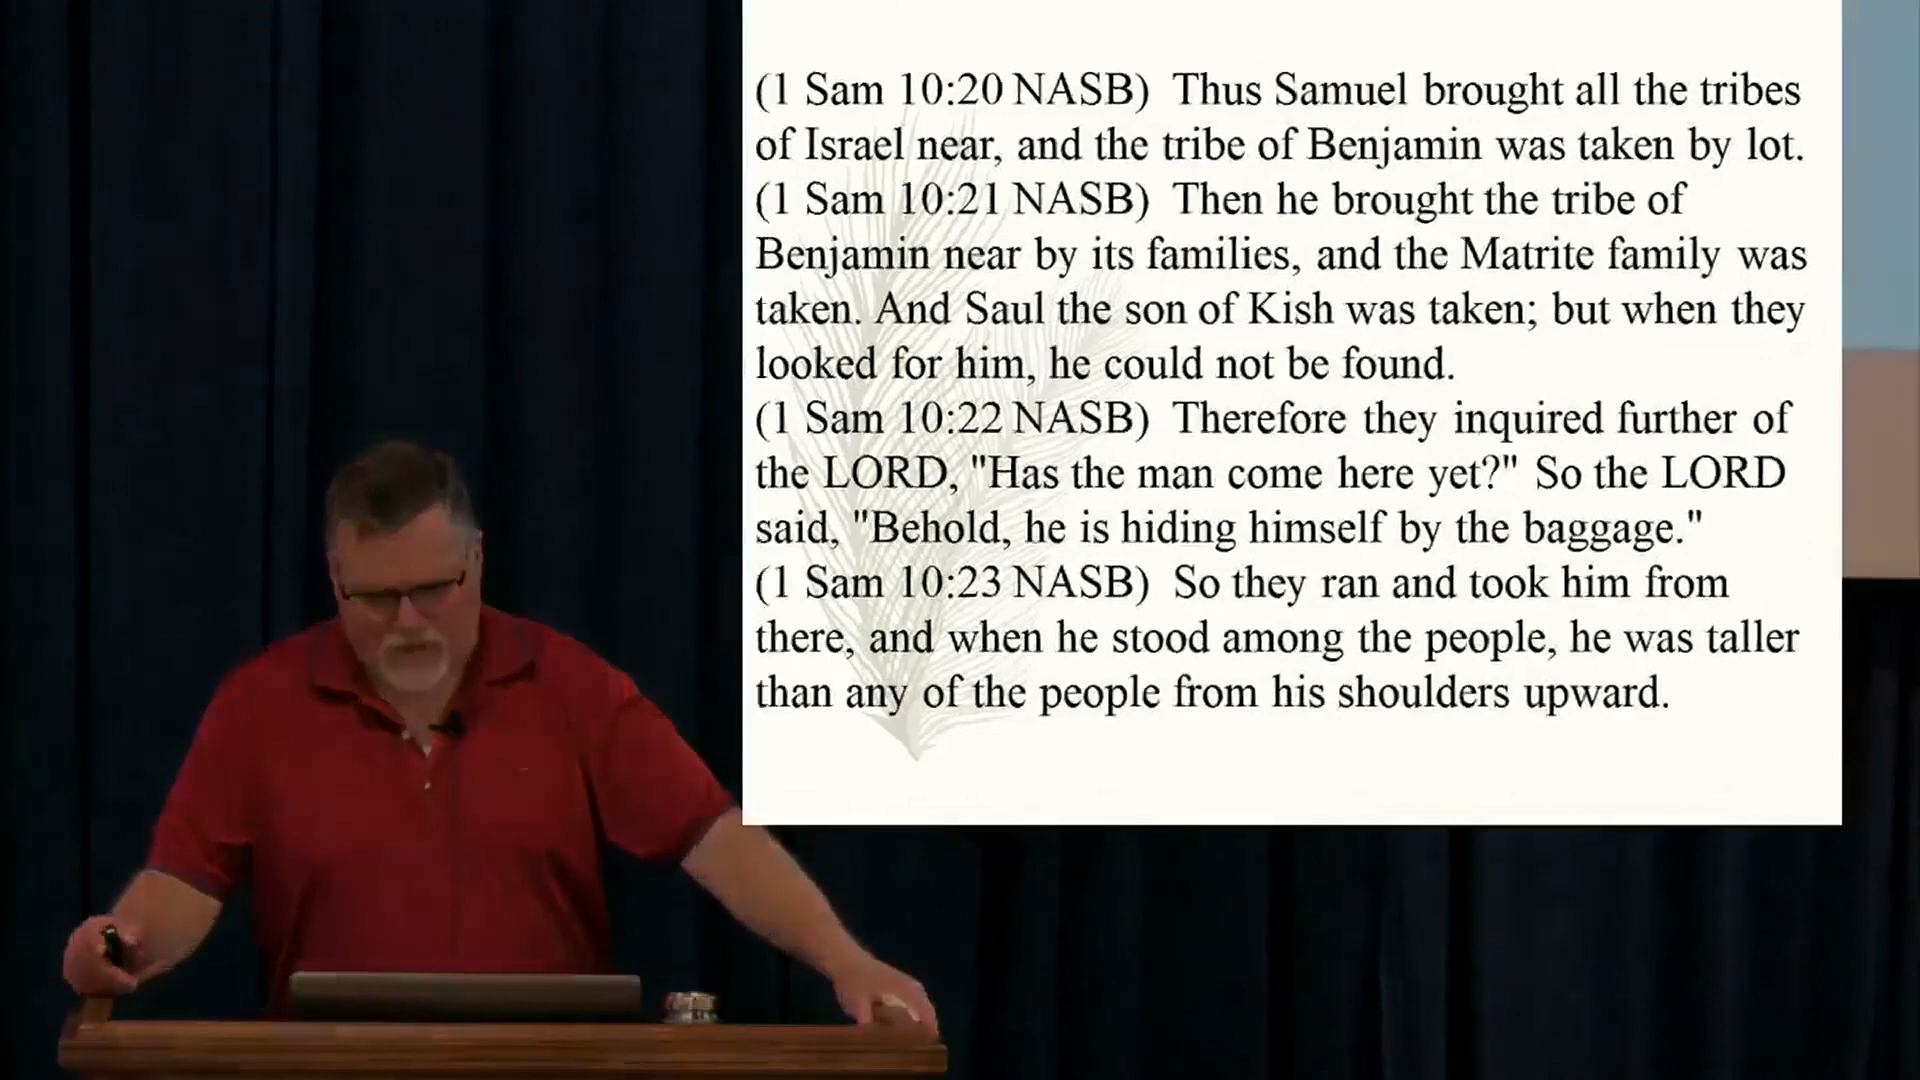 (1 Sam 10:20 NASB) Thus Samuel brought all the tribes
of Israel near, and the tribe of Benjamin was taken by lot.
(1 Sam 10:21 NASB) Then he brought the tribe of
Benjamin near by its families, and the Matrite family was
taken. And Saul the son of Kish was taken; but when they
looked for him, he could not be found.
(1 Sam 10:22 NASB) Therefore they inquired further of
the LORD, "Has the man come here yet?" So the LORD
said, "Behold, he is hiding himself by the baggage."
(1 Sam 10:23 NASB) So they ran and took him from
there, and when he stood among the people, he was taller
than any of the people from his shoulders upward.